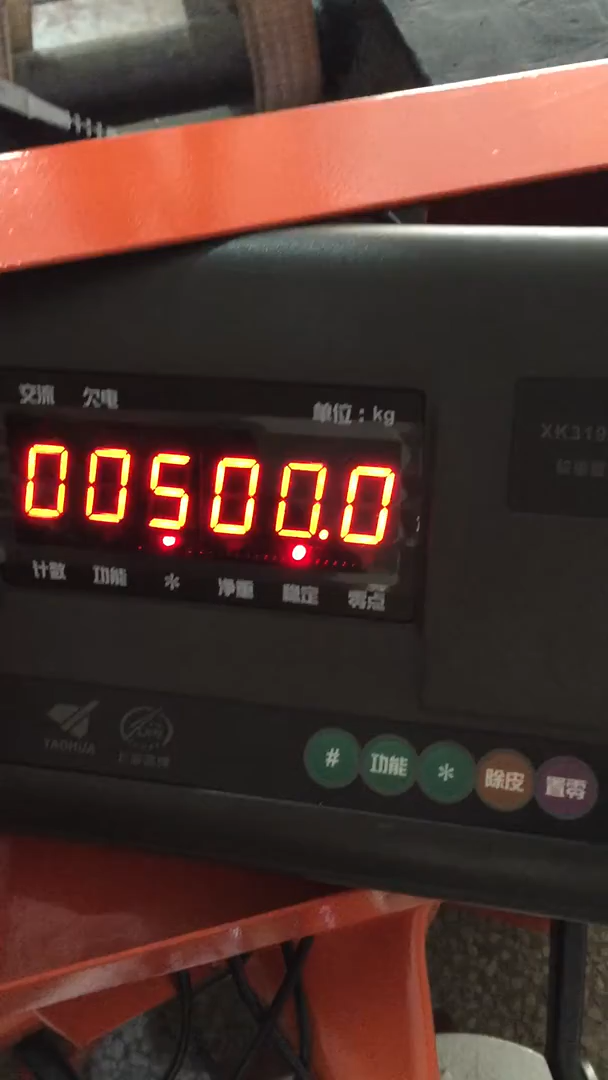 交流 欠电 单位：kg
00500.0
计数 功能 * 净重 稳定 零点
XK319
YAOHUA
# 功能 * 除皮 置零